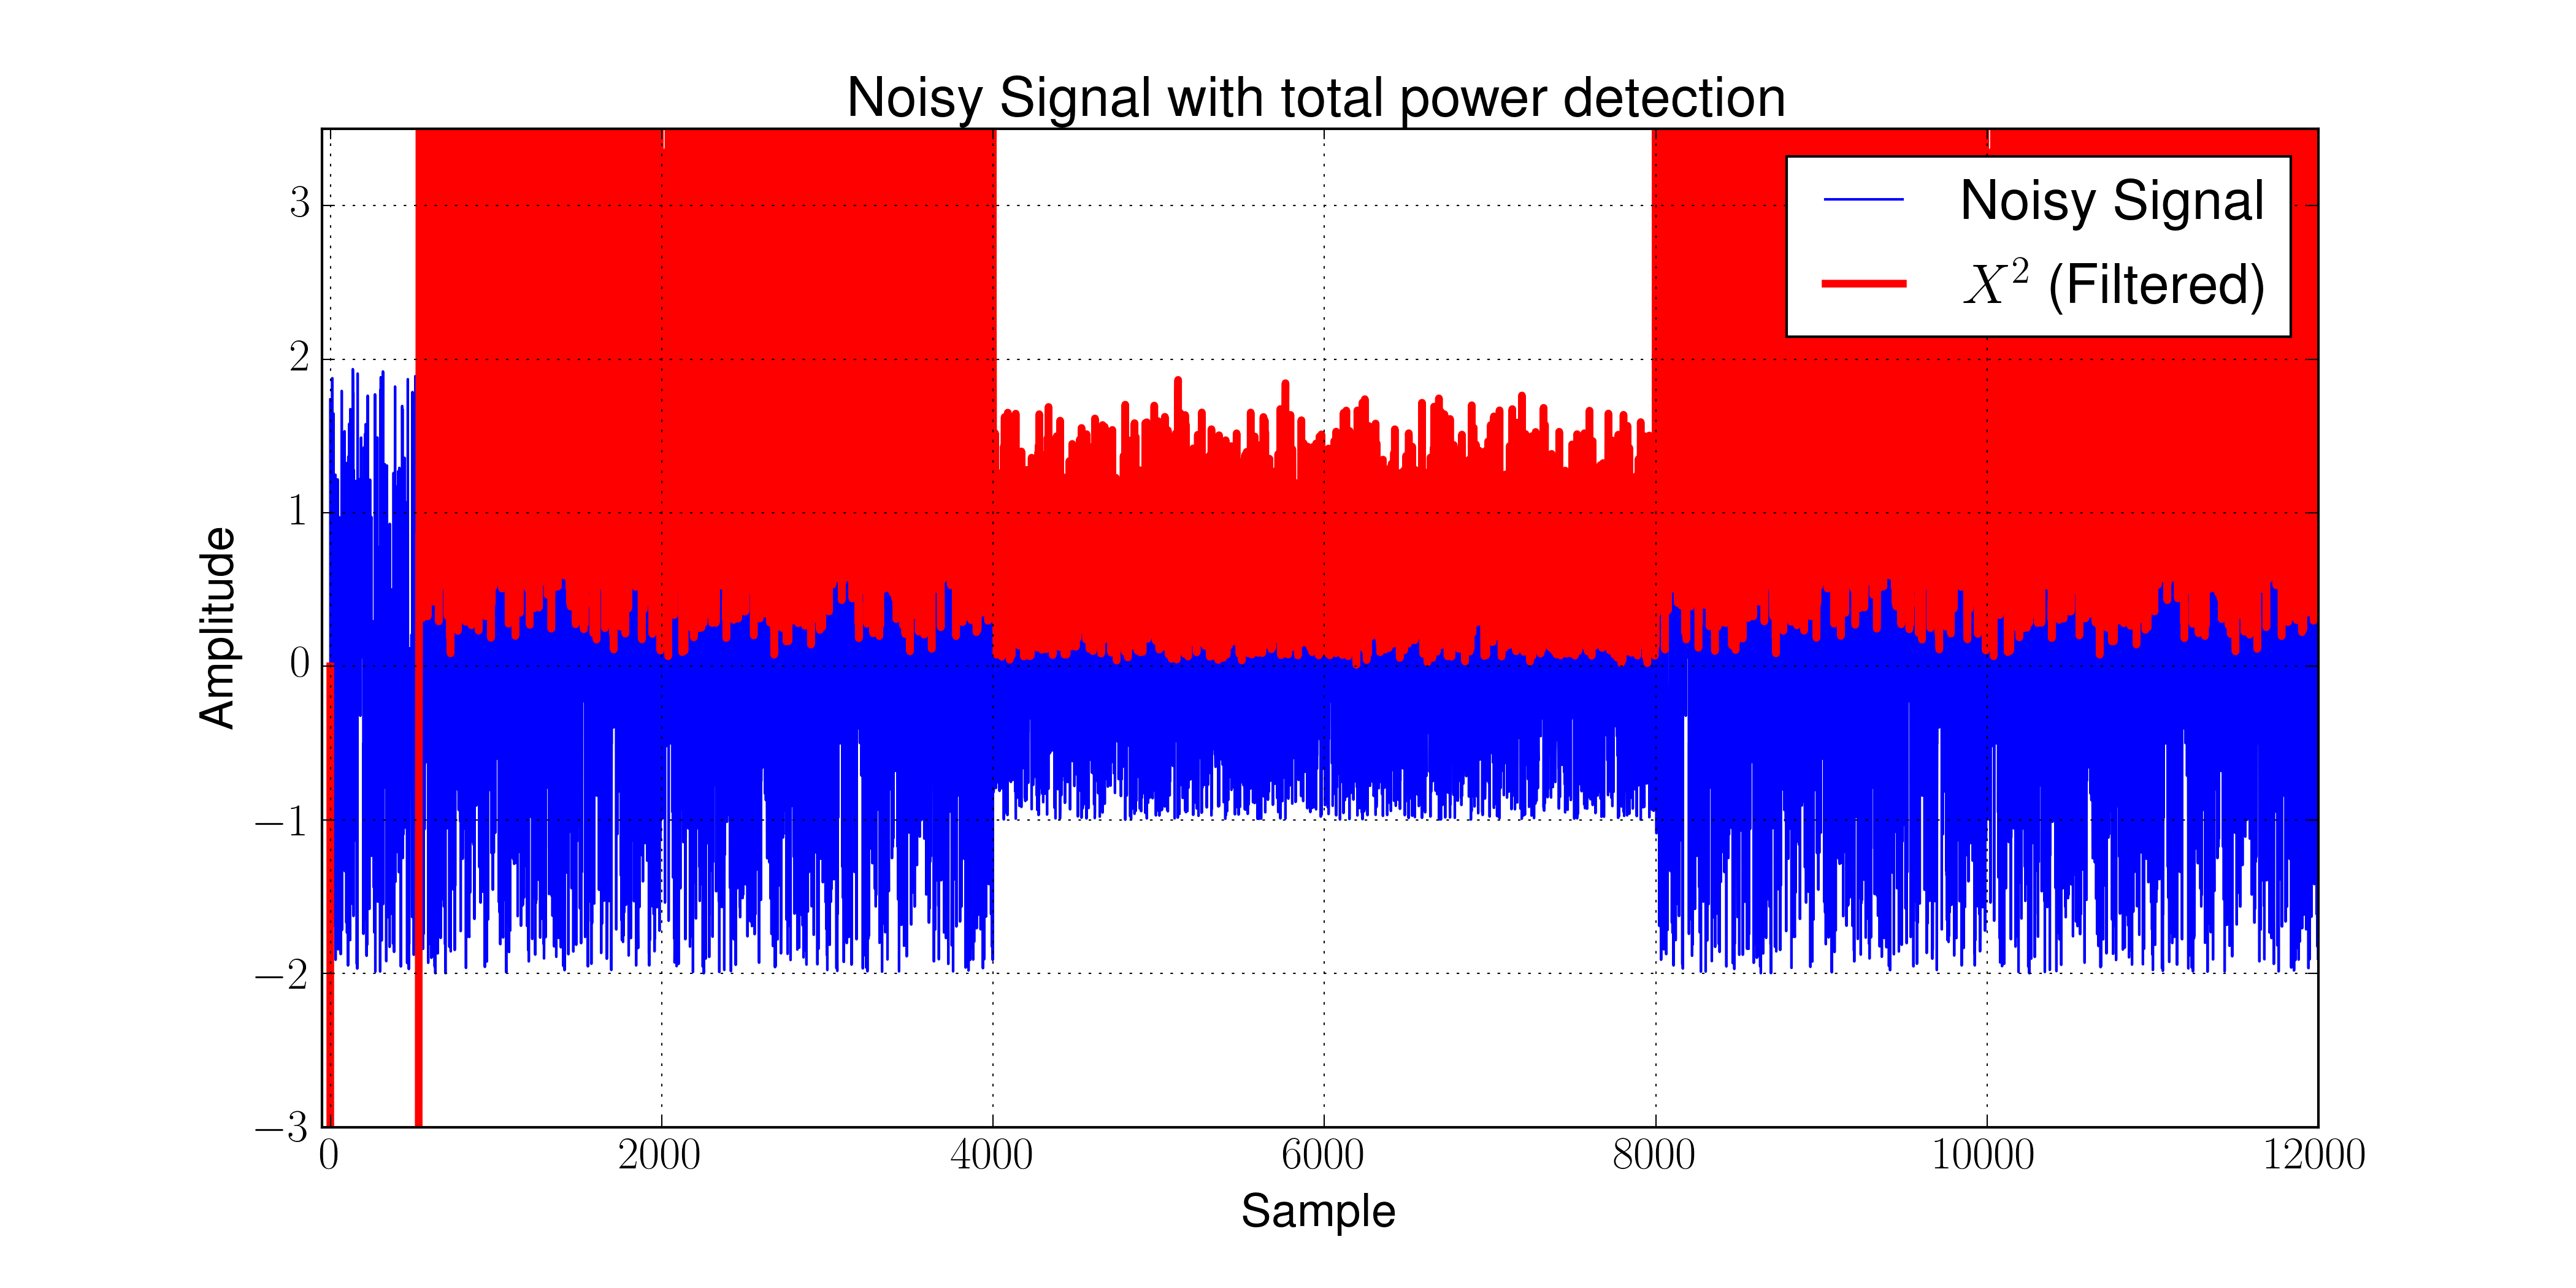 Noisy Signal with total power detection
Noisy Signal
X² (Filtered)
3
2
1
0
−1
−2
−3
Amplitude
0 2000 4000 6000 8000 10000 12000
Sample